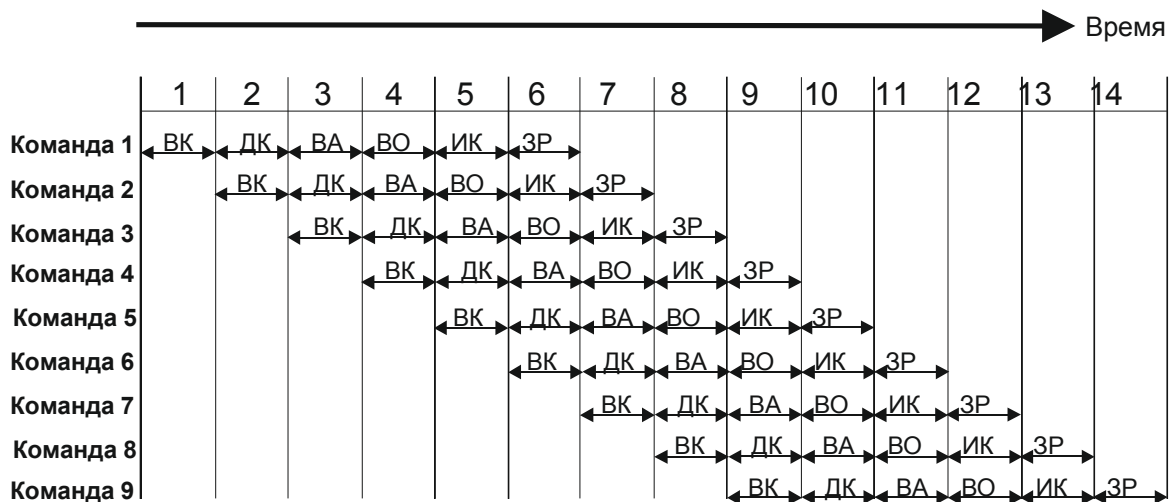 Время
1 2 3 4 5 6 7 8 9 10 11 12 13 14
Команда 1 ВК ДК ВА ВО ИК ЗР
Команда 2 ВК ДК ВА ВО ИК ЗР
Команда 3 ВК ДК ВА ВО ИК ЗР
Команда 4 ВК ДК ВА ВО ИК ЗР
Команда 5 ВК ДК ВА ВО ИК ЗР
Команда 6 ВК ДК ВА ВО ИК ЗР
Команда 7 ВК ДК ВА ВО ИК ЗР
Команда 8 ВК ДК ВА ВО ИК ЗР
Команда 9 ВК ДК ВА ВО ИК ЗР